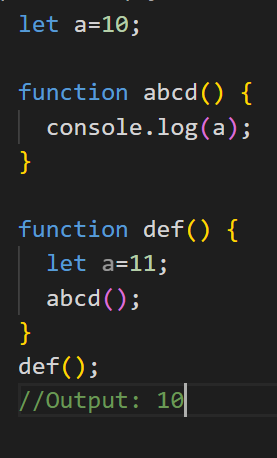 let a=10;
function abcd() {
console.log(a);
}
function def() {
let a=11;
abcd();
}
def();
//Output: 10